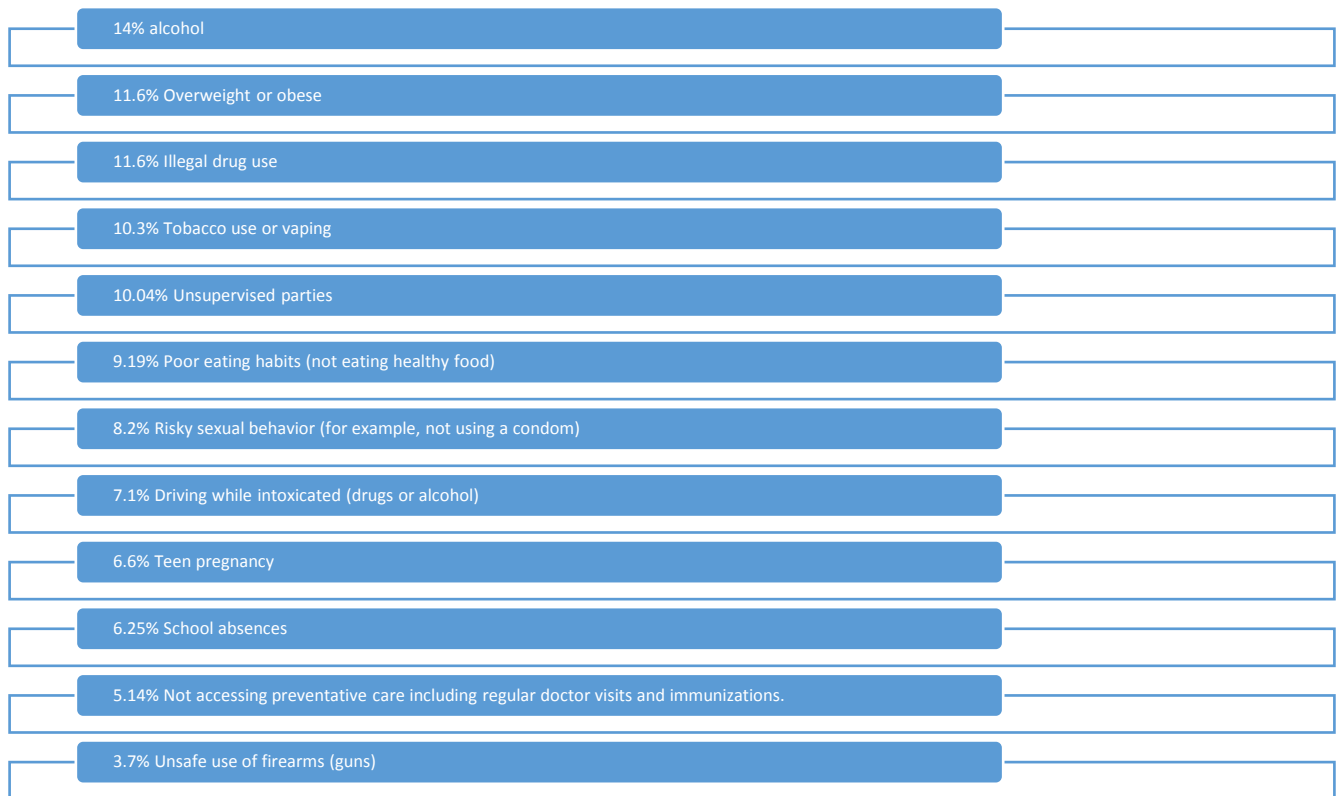 14% alcohol
11.6% Overweight or obese
11.6% Illegal drug use
10.3% Tobacco use or vaping
10.04% Unsupervised parties
9.19% Poor eating habits (not eating healthy food)
8.2% Risky sexual behavior (for example, not using a condom)
7.1% Driving while intoxicated (drugs or alcohol)
6.6% Teen pregnancy
6.25% School absences
5.14% Not accessing preventative care including regular doctor visits and immunizations.
3.7% Unsafe use of firearms (guns)